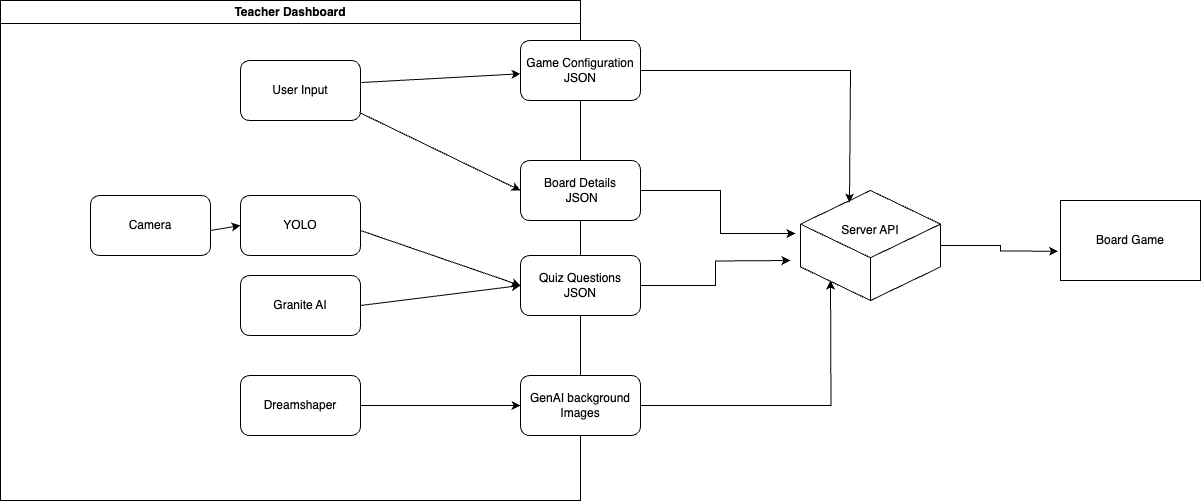 Teacher Dashboard
Game Configuration
JSON
User Input
Board Details
JSON
Camera
YOLO
Server API
Board Game
Quiz Questions
JSON
Granite AI
Dreamshaper
GenAI background
Images